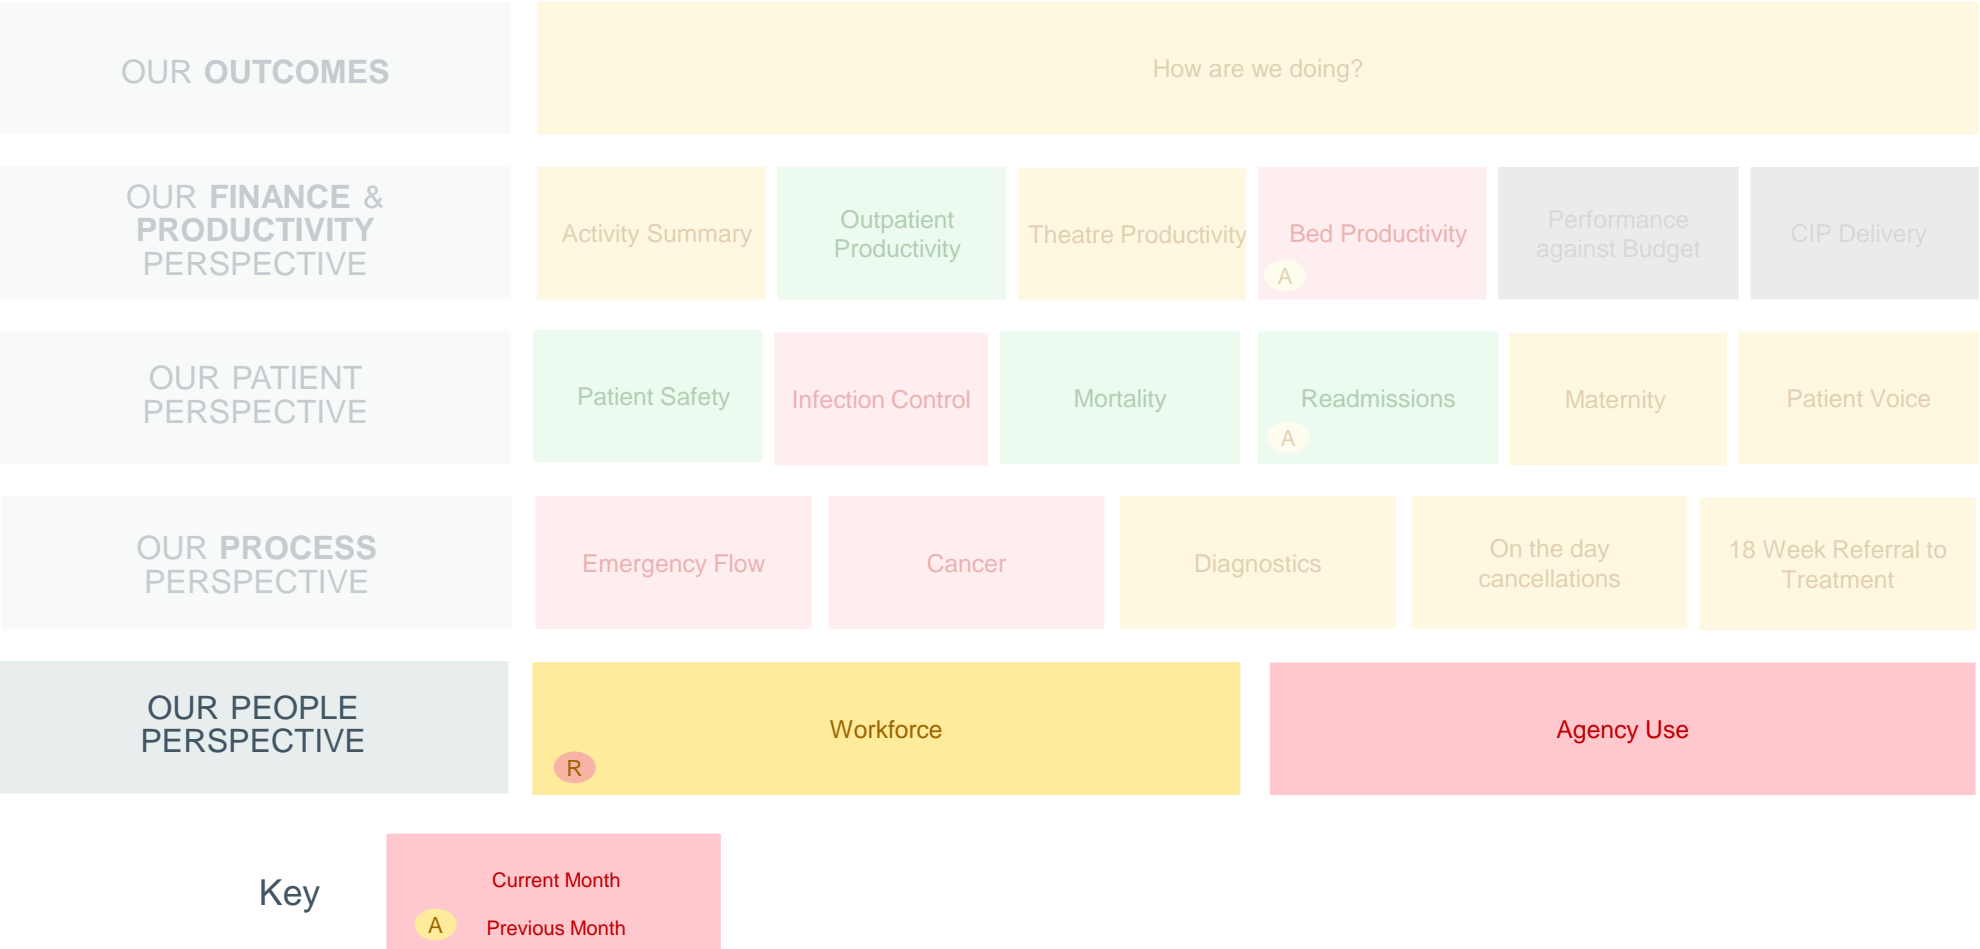 OUR OUTCOMES
How are we doing?
OUR FINANCE &
PRODUCTIVITY
PERSPECTIVE
Activity Summary
Outpatient
Productivity
Theatre Productivity
Bed Productivity
A
Performance
against Budget
CIP Delivery
OUR PATIENT
PERSPECTIVE
Patient Safety
Infection Control
Mortality
Readmissions
A
Maternity
Patient Voice
OUR PROCESS
PERSPECTIVE
Emergency Flow
Cancer
Diagnostics
On the day
cancellations
18 Week Referral to
Treatment
OUR PEOPLE
PERSPECTIVE
Workforce
R
Agency Use
Key
Current Month
A
Previous Month